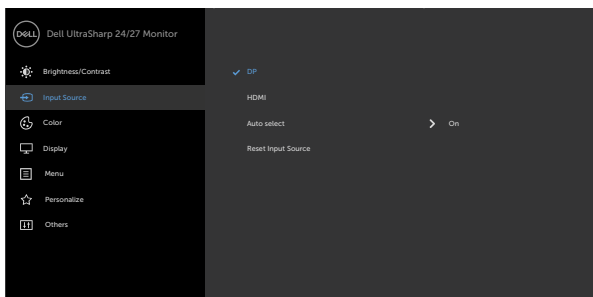 DELL
Dell UltraSharp 24/27 Monitor
Brightness/Contrast
Input Source
Color
Display
Menu
Personalize
Others
DP
HDMI
Auto select On
Reset Input Source